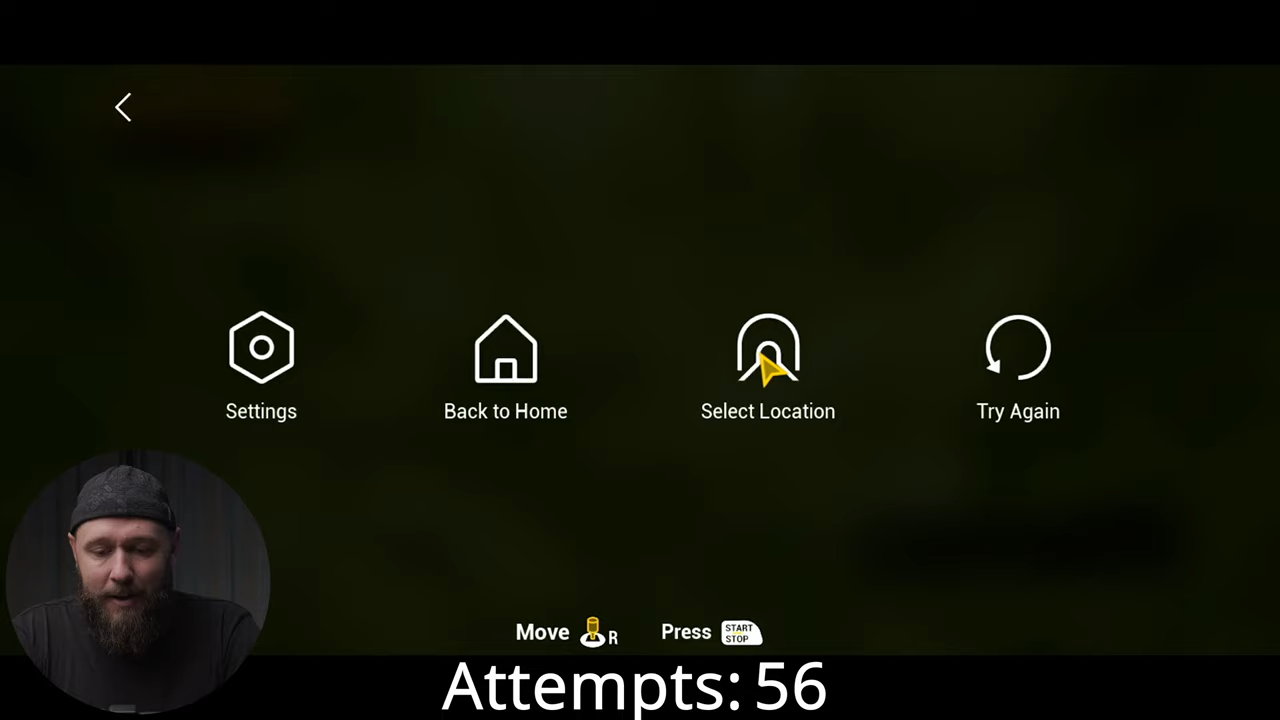 Settings
Back to Home
Select Location
Try Again
Move R Press START STOP
Attempts: 56